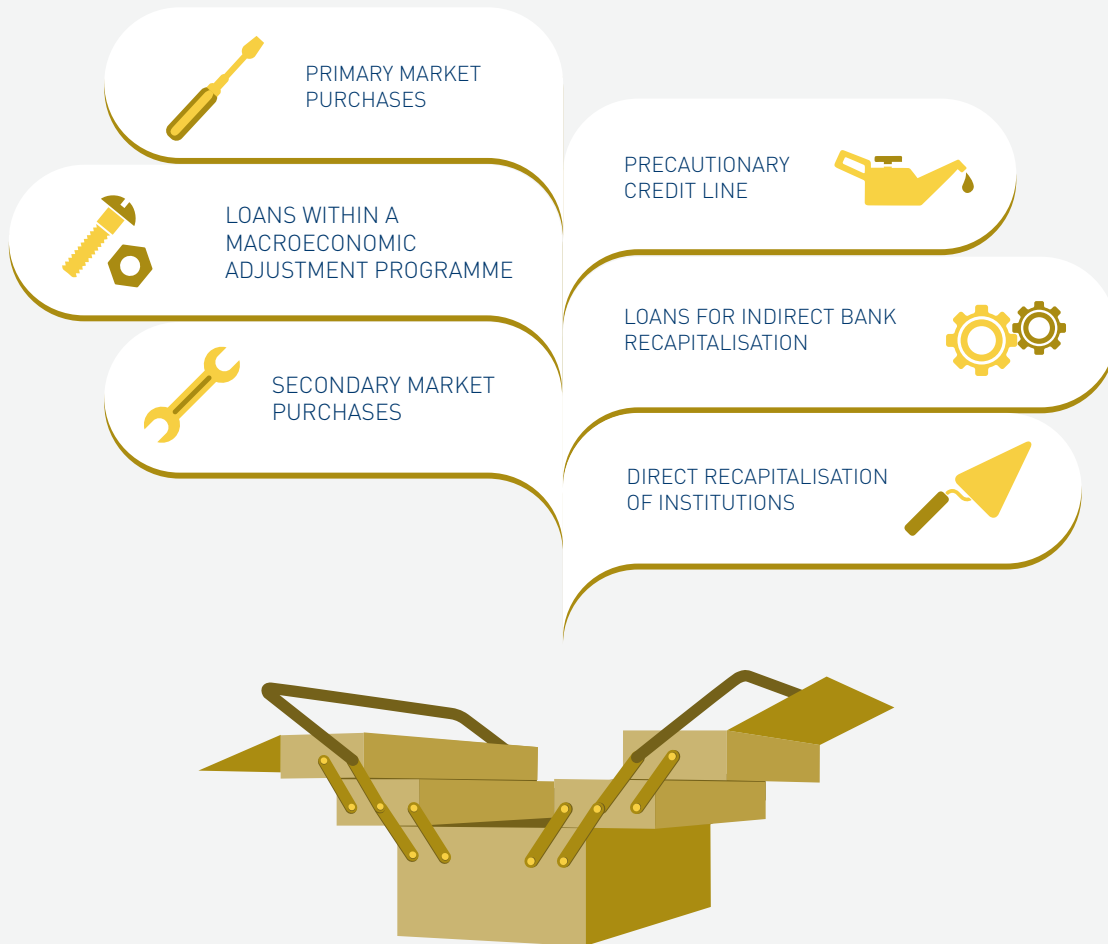 PRIMARY MARKET
PURCHASES
PRECAUTIONARY
CREDIT LINE
LOANS WITHIN A
MACROECONOMIC
ADJUSTMENT PROGRAMME
LOANS FOR INDIRECT BANK
RECAPITALISATION
SECONDARY MARKET
PURCHASES
DIRECT RECAPITALISATION
OF INSTITUTIONS